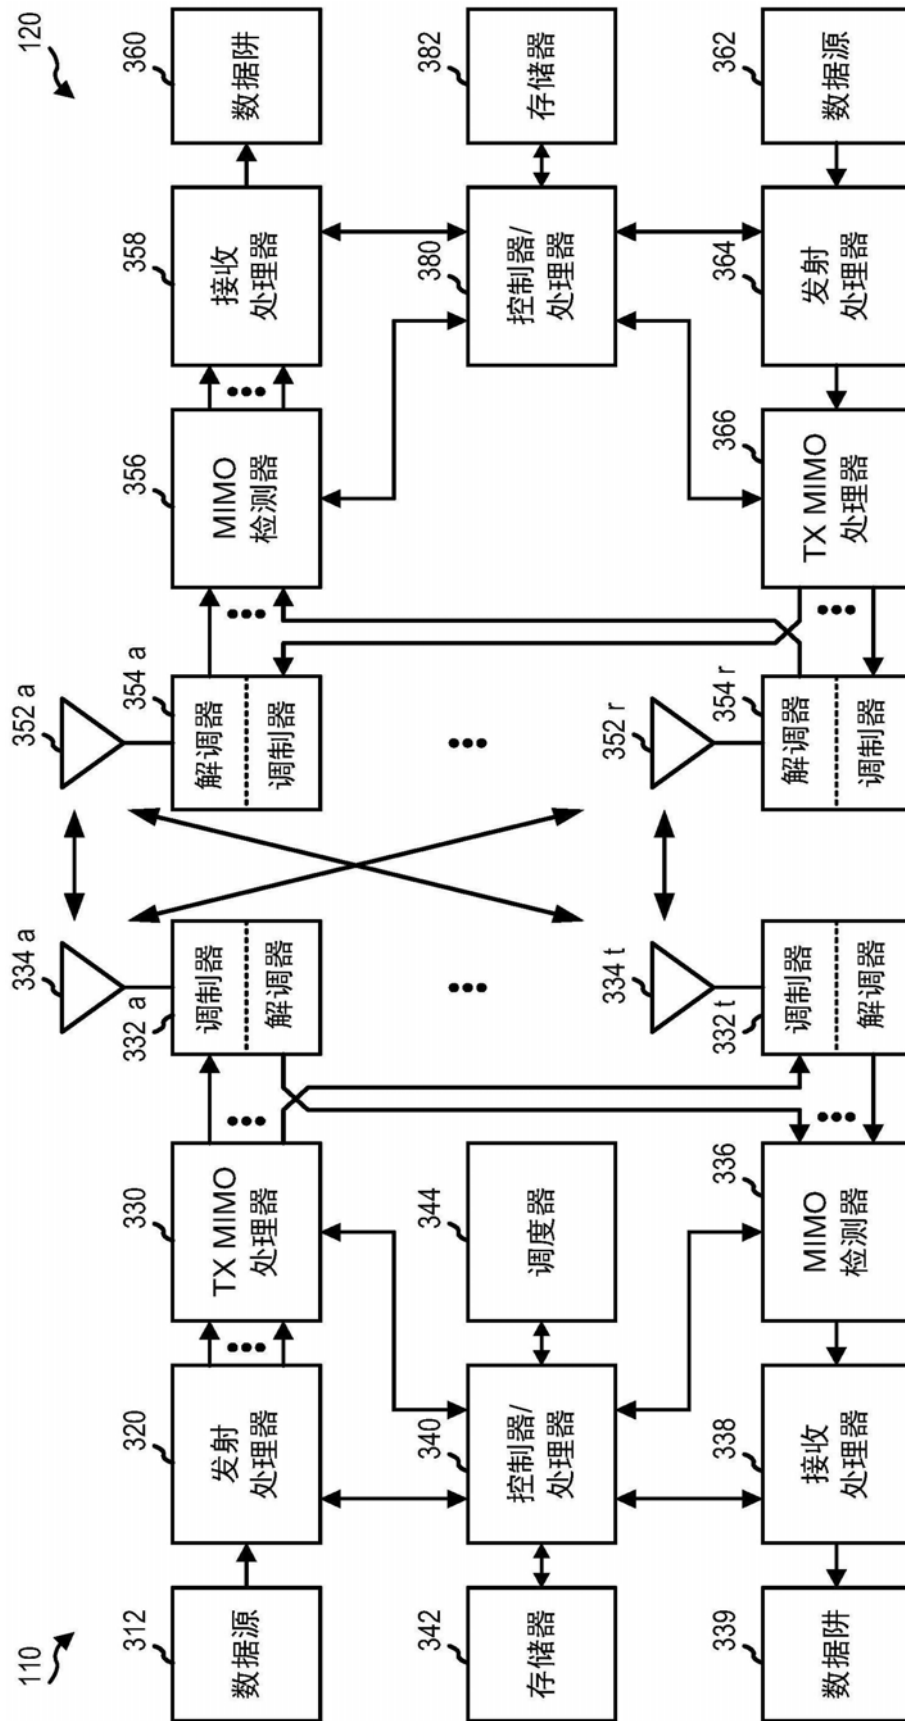 110
120
312
数据源
320
发射
处理器
330
TX MIMO
处理器
332 a
调制器
解调器
334 a
352 a
354 a
解调器
调制器
356
MIMO
检测器
358
接收
处理器
360
数据阱
342
存储器
340
控制器/
处理器
344
调度器
380
控制器/
处理器
382
存储器
339
数据阱
338
接收
处理器
336
MIMO
检测器
332 t
调制器
解调器
334 t
352 r
354 r
解调器
调制器
366
TX MIMO
处理器
364
发射
处理器
362
数据源